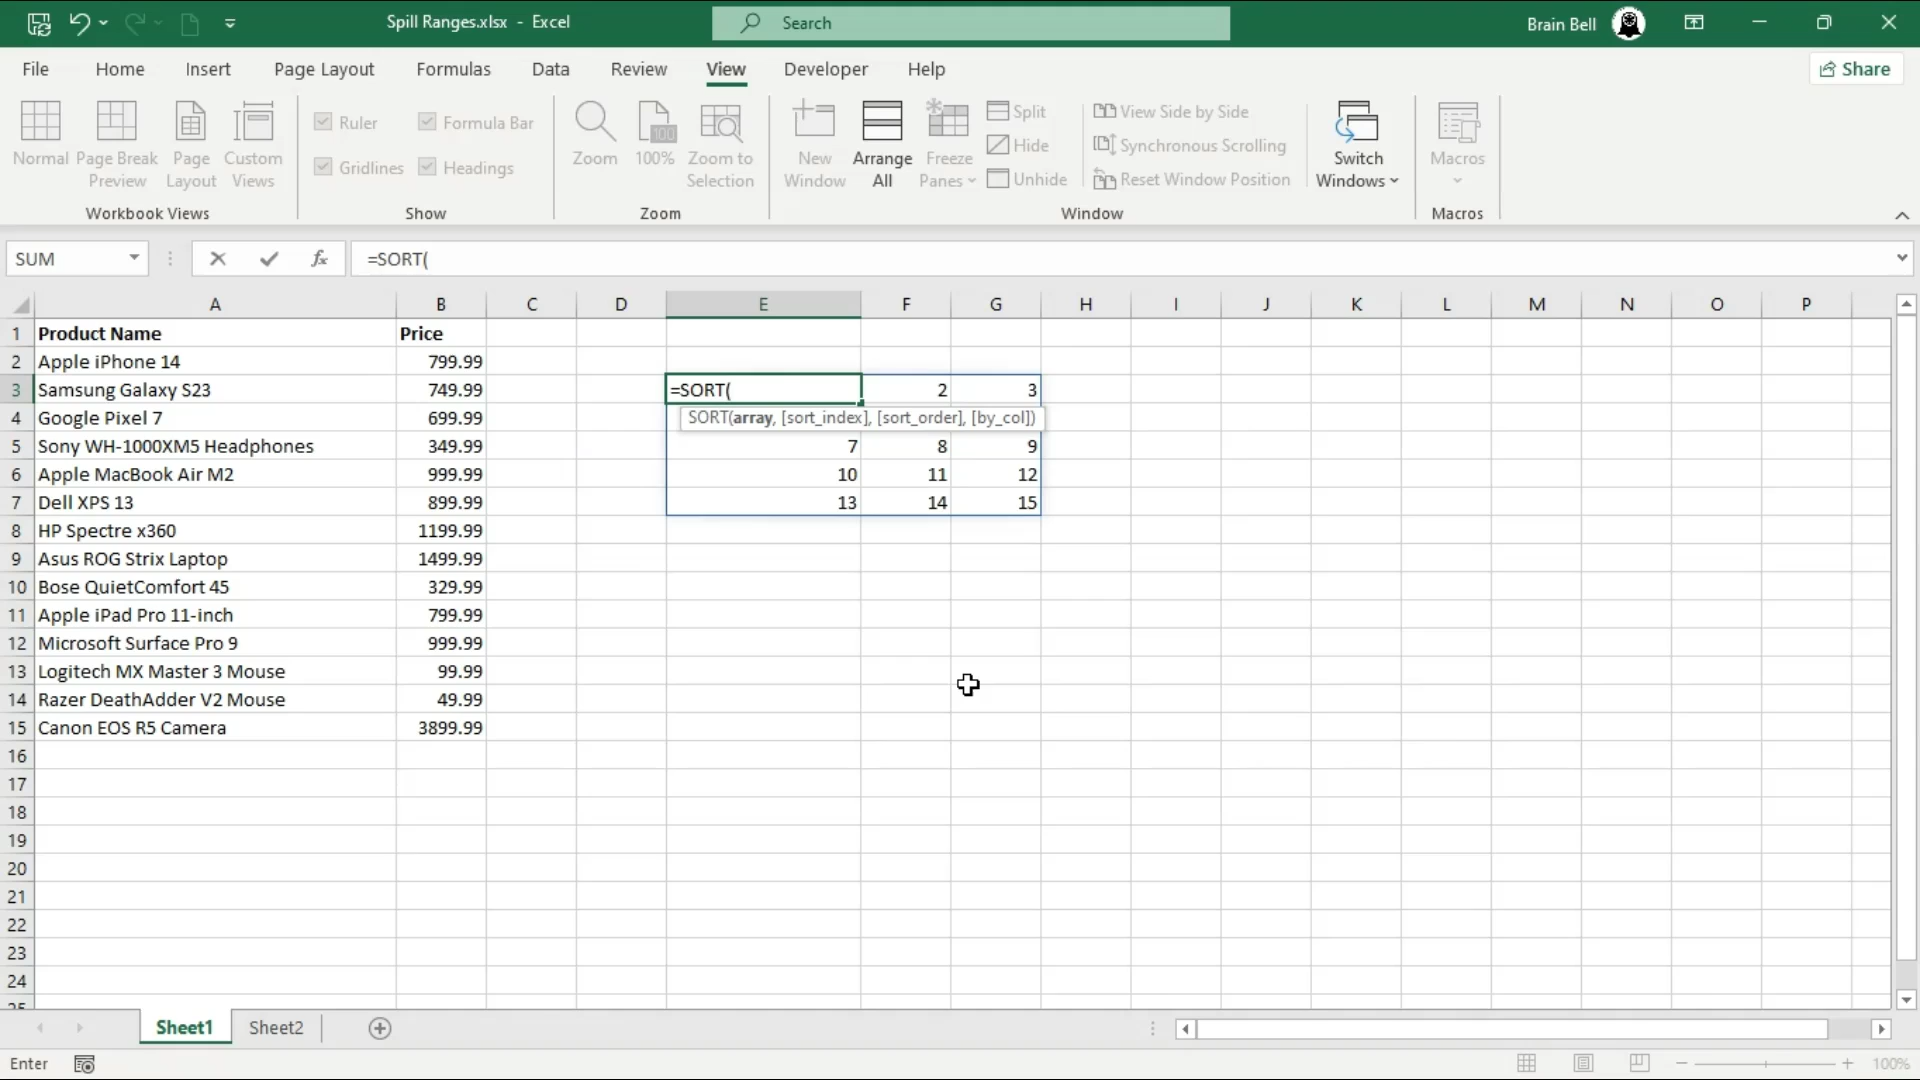 Spill Ranges.xlsx - Excel
Search
Brain Bell
File Home Insert Page Layout Formulas Data Review View Developer Help
Share
Normal
Page Break Preview
Page Layout
Custom Views
Workbook Views
Ruler
Formula Bar
Gridlines
Headings
Show
Zoom
100
100%
Zoom to Selection
Zoom
New Window
Arrange All
Freeze Panes
Split
Hide
Unhide
View Side by Side
Synchronous Scrolling
Reset Window Position
Window
Switch Windows
Macros
Macros
SUM
fx
=SORT(
A B C D E F G H I J K L M N O P
1 Product Name Price
2 Apple iPhone 14 799.99
3 Samsung Galaxy S23 749.99 =SORT( 2 3
4 Google Pixel 7 699.99 SORT(array, [sort_index], [sort_order], [by_col])
5 Sony WH-1000XM5 Headphones 349.99 7 8 9
6 Apple MacBook Air M2 999.99 10 11 12
7 Dell XPS 13 899.99 13 14 15
8 HP Spectre x360 1199.99
9 Asus ROG Strix Laptop 1499.99
10 Bose QuietComfort 45 329.99
11 Apple iPad Pro 11-inch 799.99
12 Microsoft Surface Pro 9 999.99
13 Logitech MX Master 3 Mouse 99.99
14 Razer DeathAdder V2 Mouse 49.99
15 Canon EOS R5 Camera 3899.99
16
17
18
19
20
21
22
23
24
25
Sheet1 Sheet2
Enter
100%